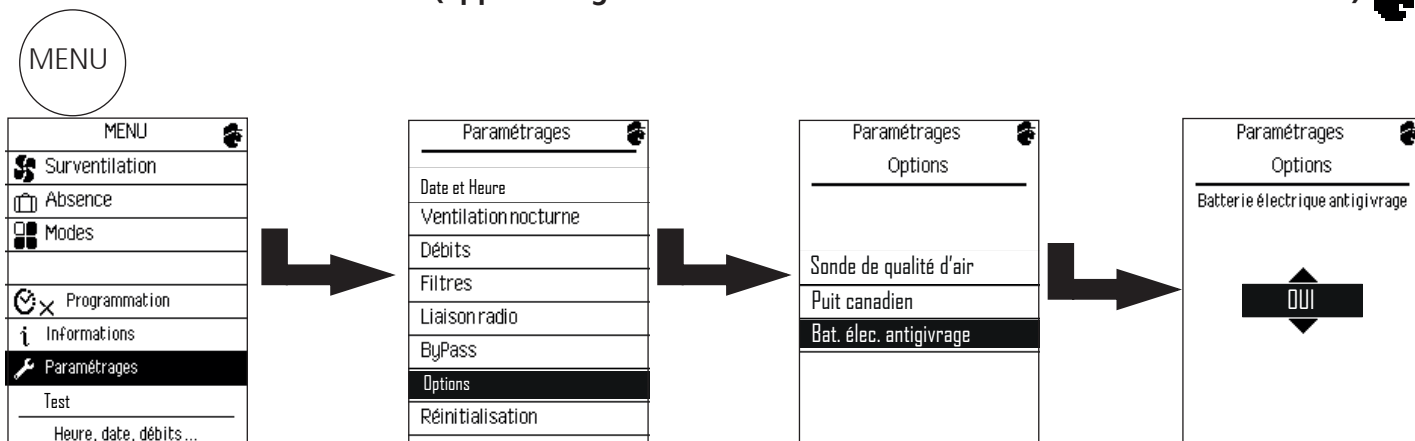 MENU
MENU
Surventilation
Absence
Modes
Programmation
i Informations
Paramétrages
Test
Heure, date, débits...
Paramétrages
Date et Heure
Ventilation nocturne
Débits
Filtres
Liaison radio
ByPass
Options
Réinitialisation
Paramétrages
Options
Sonde de qualité d'air
Puit canadien
Bat. élec. antigivrage
Paramétrages
Options
Batterie électrique antigivrage
OUI